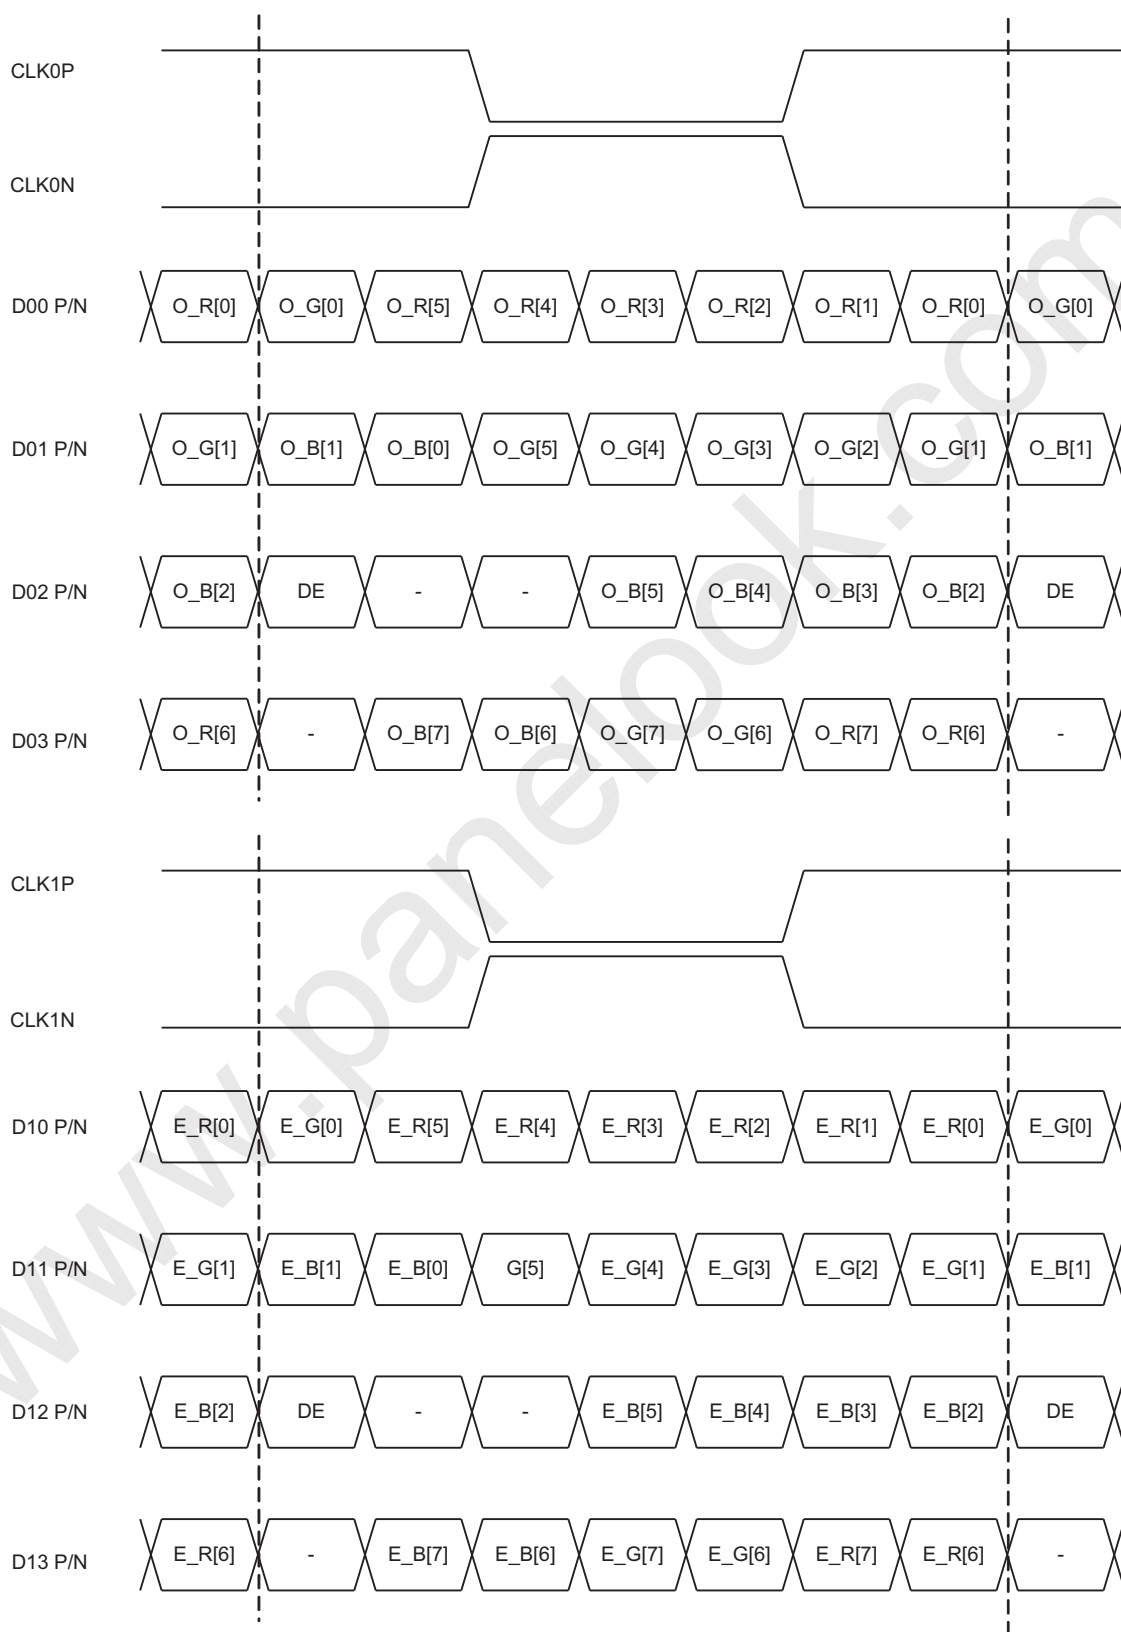 CLK0P
CLK0N
D00 P/N O_R[0] O_G[0] O_R[5] O_R[4] O_R[3] O_R[2] O_R[1] O_R[0] O_G[0]
D01 P/N O_G[1] O_B[1] O_B[0] O_G[5] O_G[4] O_G[3] O_G[2] O_G[1] O_B[1]
D02 P/N O_B[2] DE - - O_B[5] O_B[4] O_B[3] O_B[2] DE
D03 P/N O_R[6] - O_B[7] O_B[6] O_G[7] O_G[6] O_R[7] O_R[6] -
CLK1P
CLK1N
D10 P/N E_R[0] E_G[0] E_R[5] E_R[4] E_R[3] E_R[2] E_R[1] E_R[0] E_G[0]
D11 P/N E_G[1] E_B[1] E_B[0] G[5] E_G[4] E_G[3] E_G[2] E_G[1] E_B[1]
D12 P/N E_B[2] DE - - E_B[5] E_B[4] E_B[3] E_B[2] DE
D13 P/N E_R[6] - E_B[7] E_B[6] E_G[7] E_G[6] E_R[7] E_R[6] -
www.panelook.com